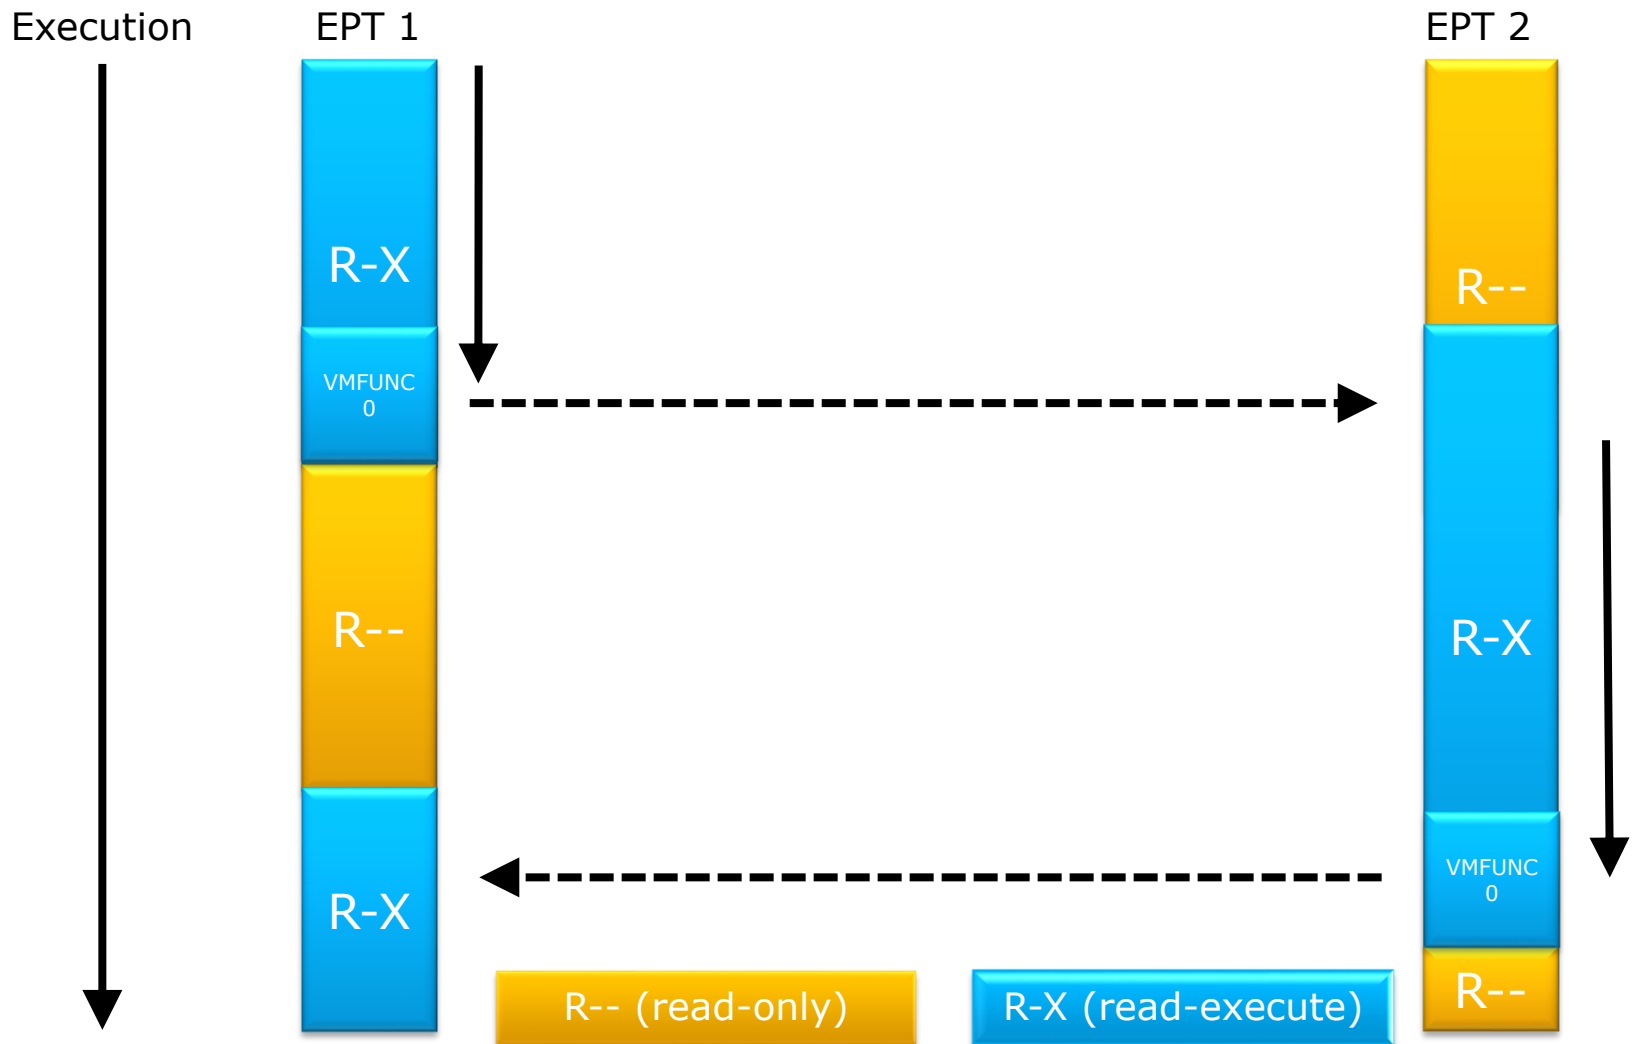 Execution
EPT 1
EPT 2
R-X
R--
VMFUNC
0
R--
R-X
VMFUNC
0
R-X
R--
R-- (read-only)
R-X (read-execute)